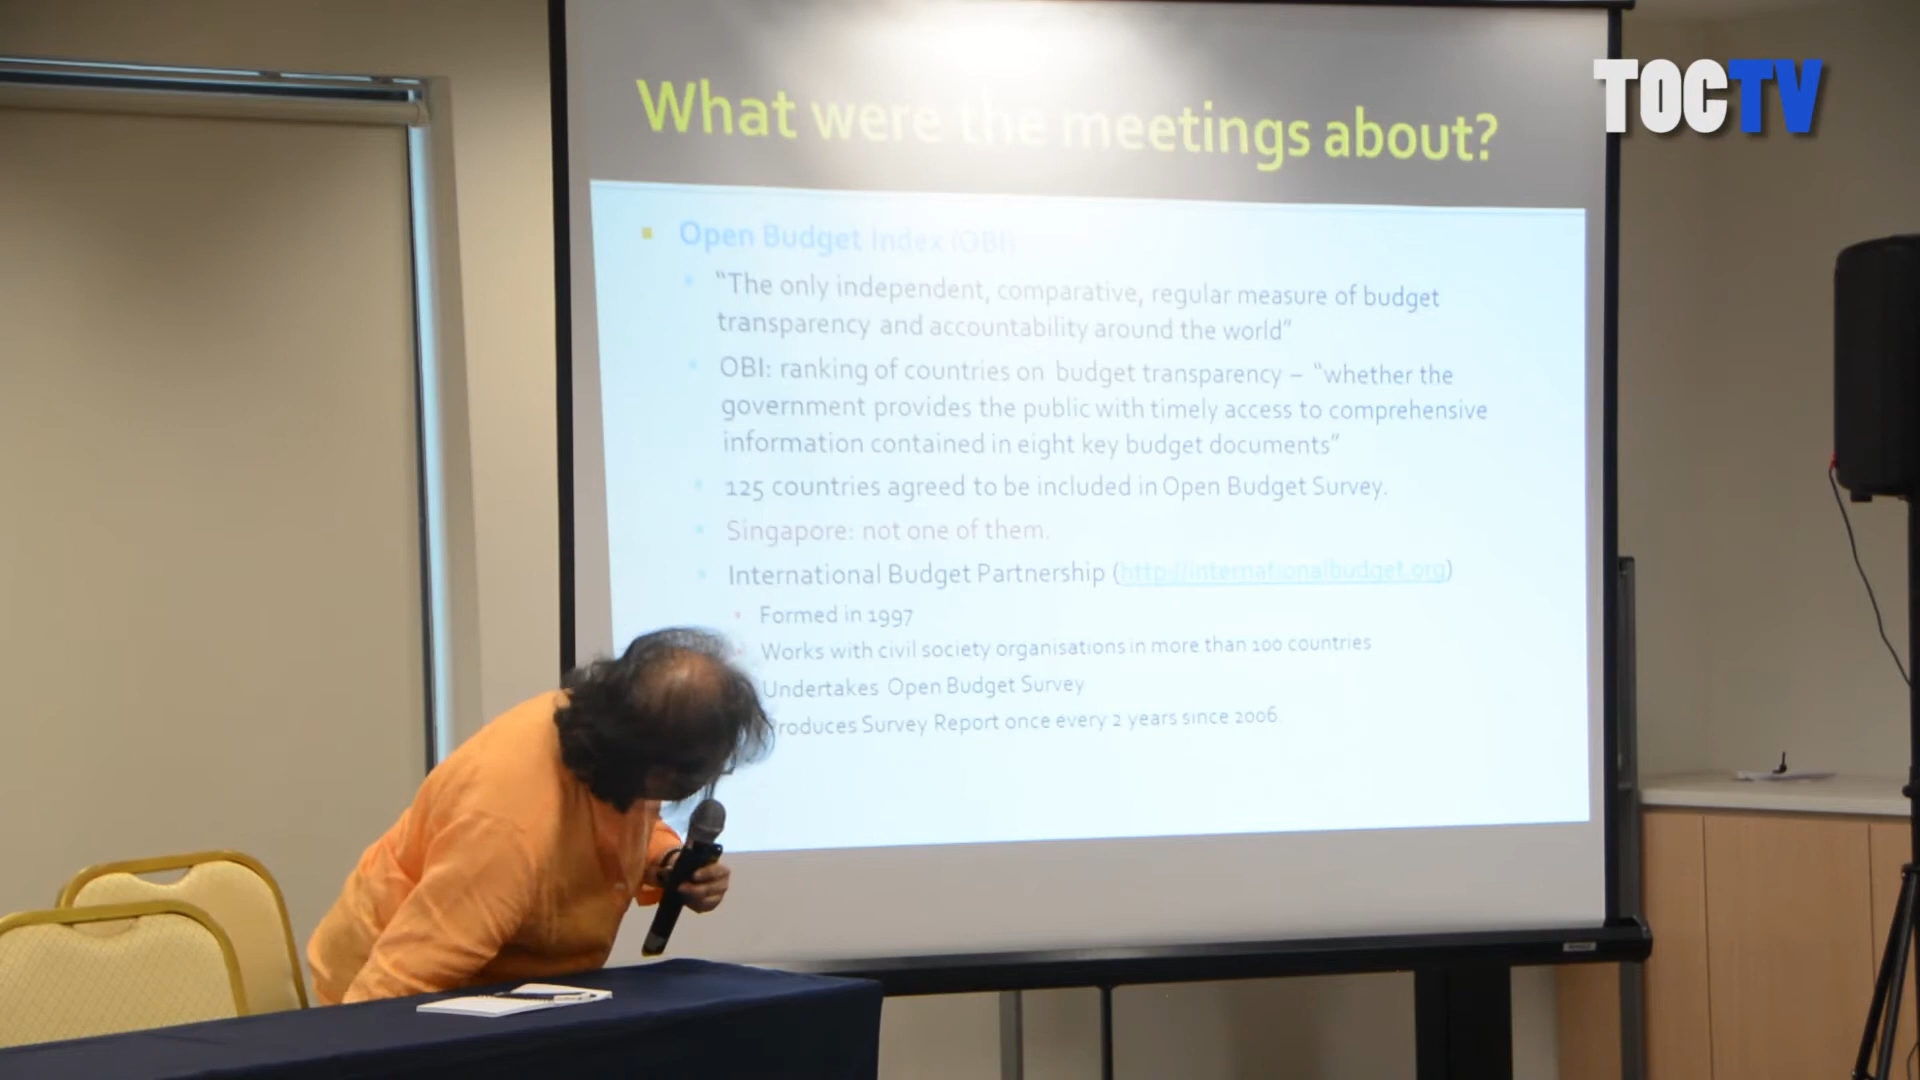 TOCTV
What were the meetings about?
Open Budget Index (OBI)
“The only independent, comparative, regular measure of budget
transparency and accountability around the world”
OBI: ranking of countries on budget transparency – “whether the
government provides the public with timely access to comprehensive
information contained in eight key budget documents”
125 countries agreed to be included in Open Budget Survey.
Singapore: not one of them.
International Budget Partnership (http://internationalbudget.org)
Formed in 1997
Works with civil society organisations in more than 100 countries
Undertakes Open Budget Survey
Produces Survey Report once every 2 years since 2006